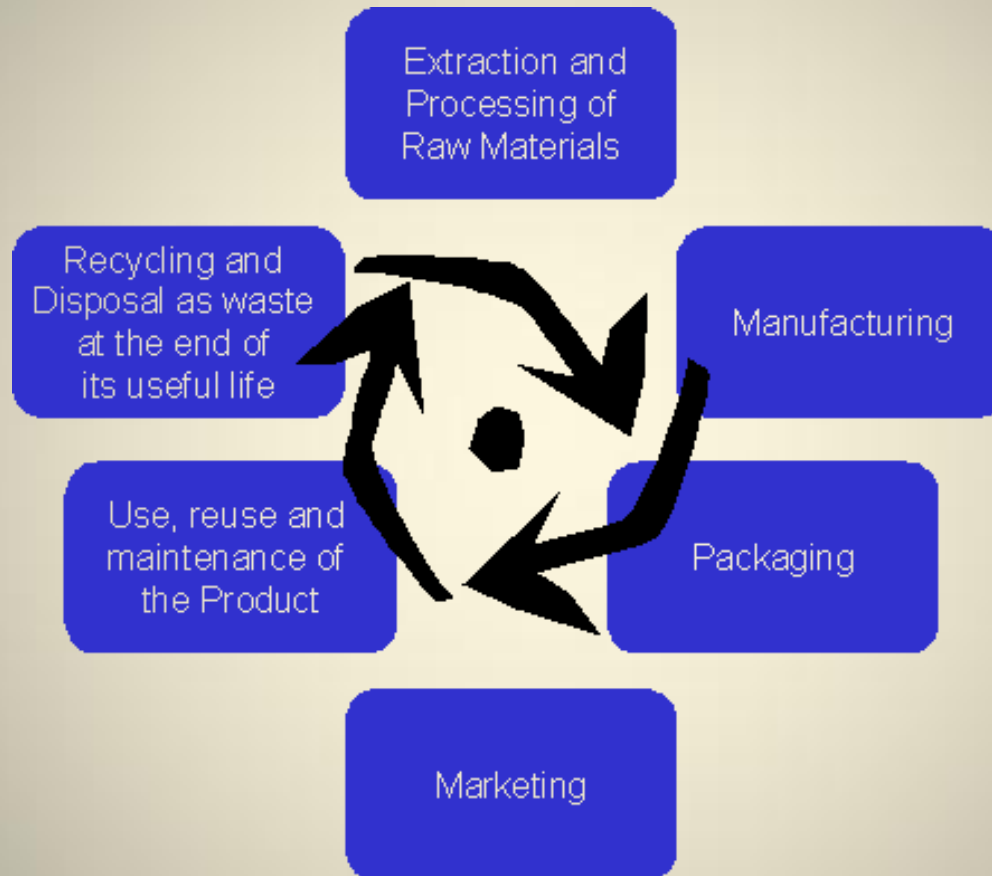 Extraction and
Processing of
Raw Materials
Manufacturing
Packaging
Marketing
Use, reuse and
maintenance of
the Product
Recycling and
Disposal as waste
at the end of
its useful life